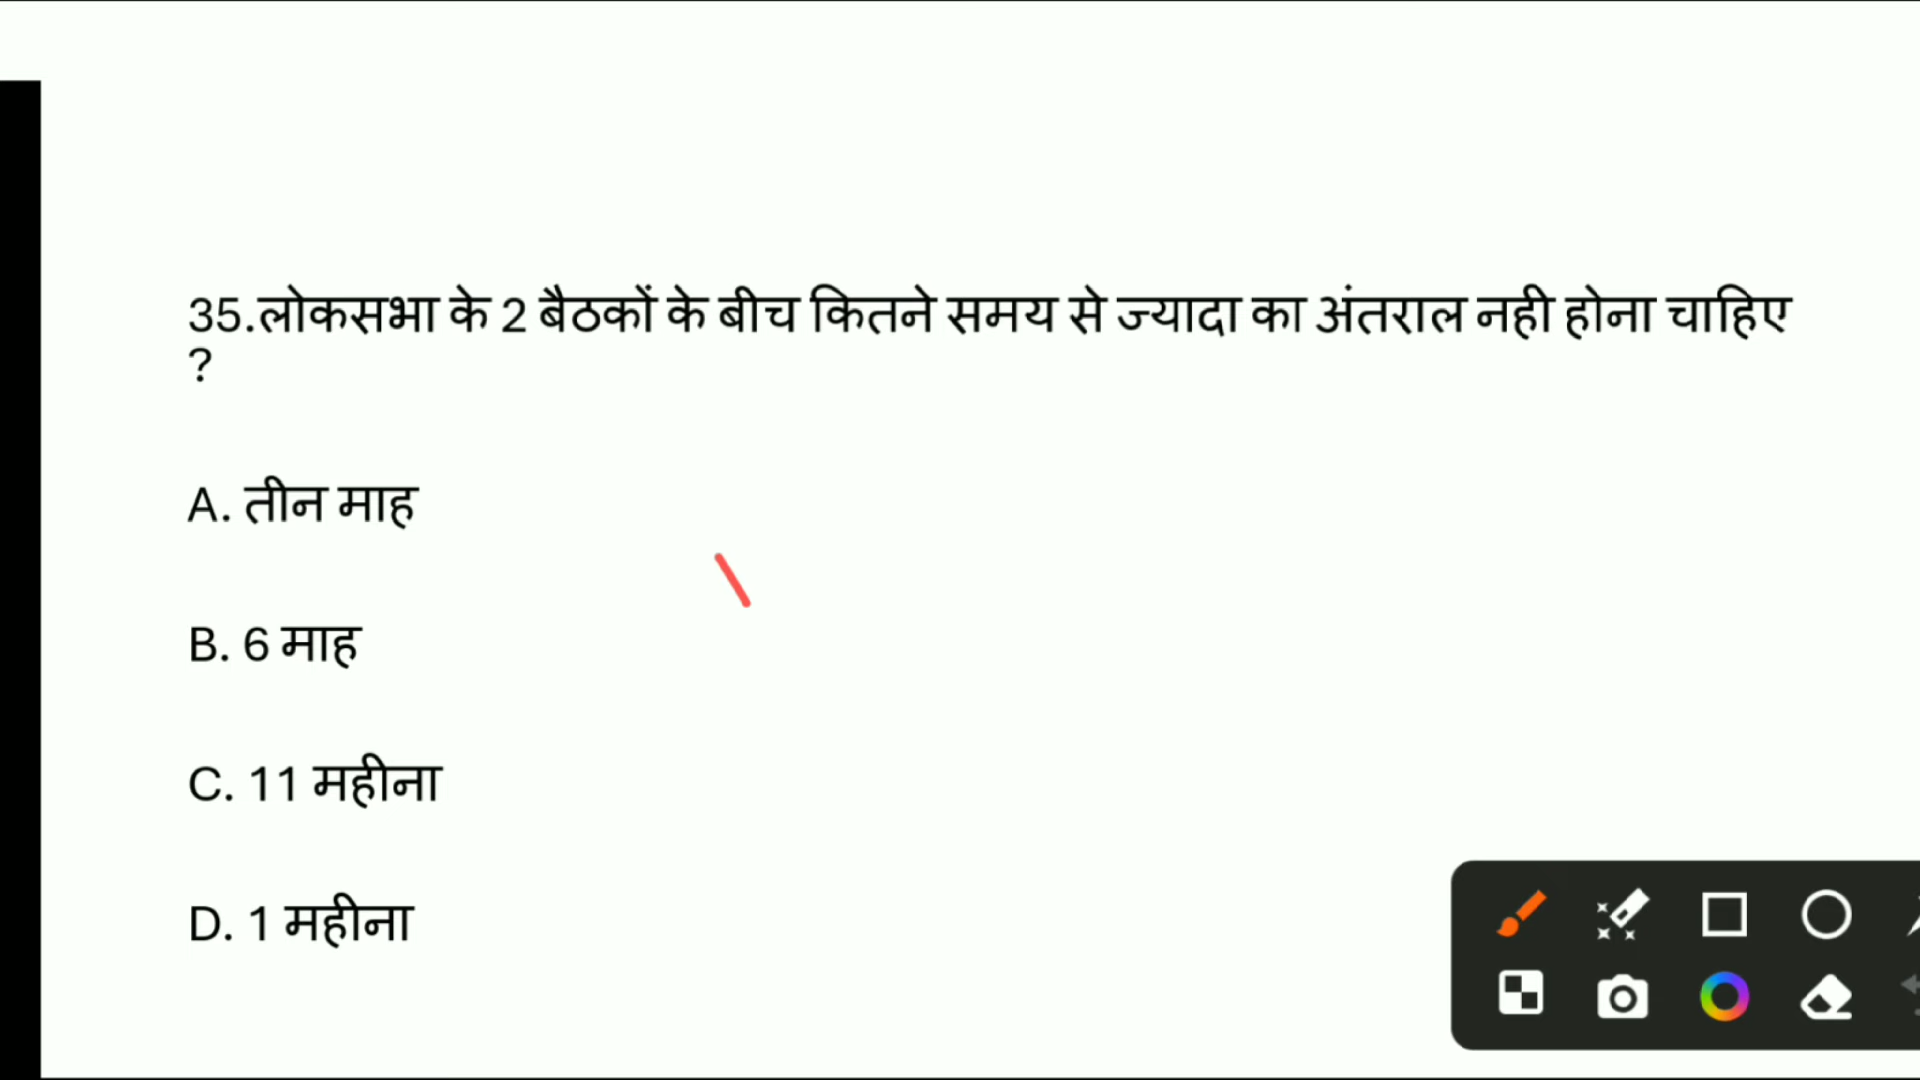 35.लोकसभा के 2 बैठकों के बीच कितने समय से ज्यादा का अंतराल नही होना चाहिए
?
A. तीन माह
B. 6 माह
C. 11 महीना
D. 1 महीना